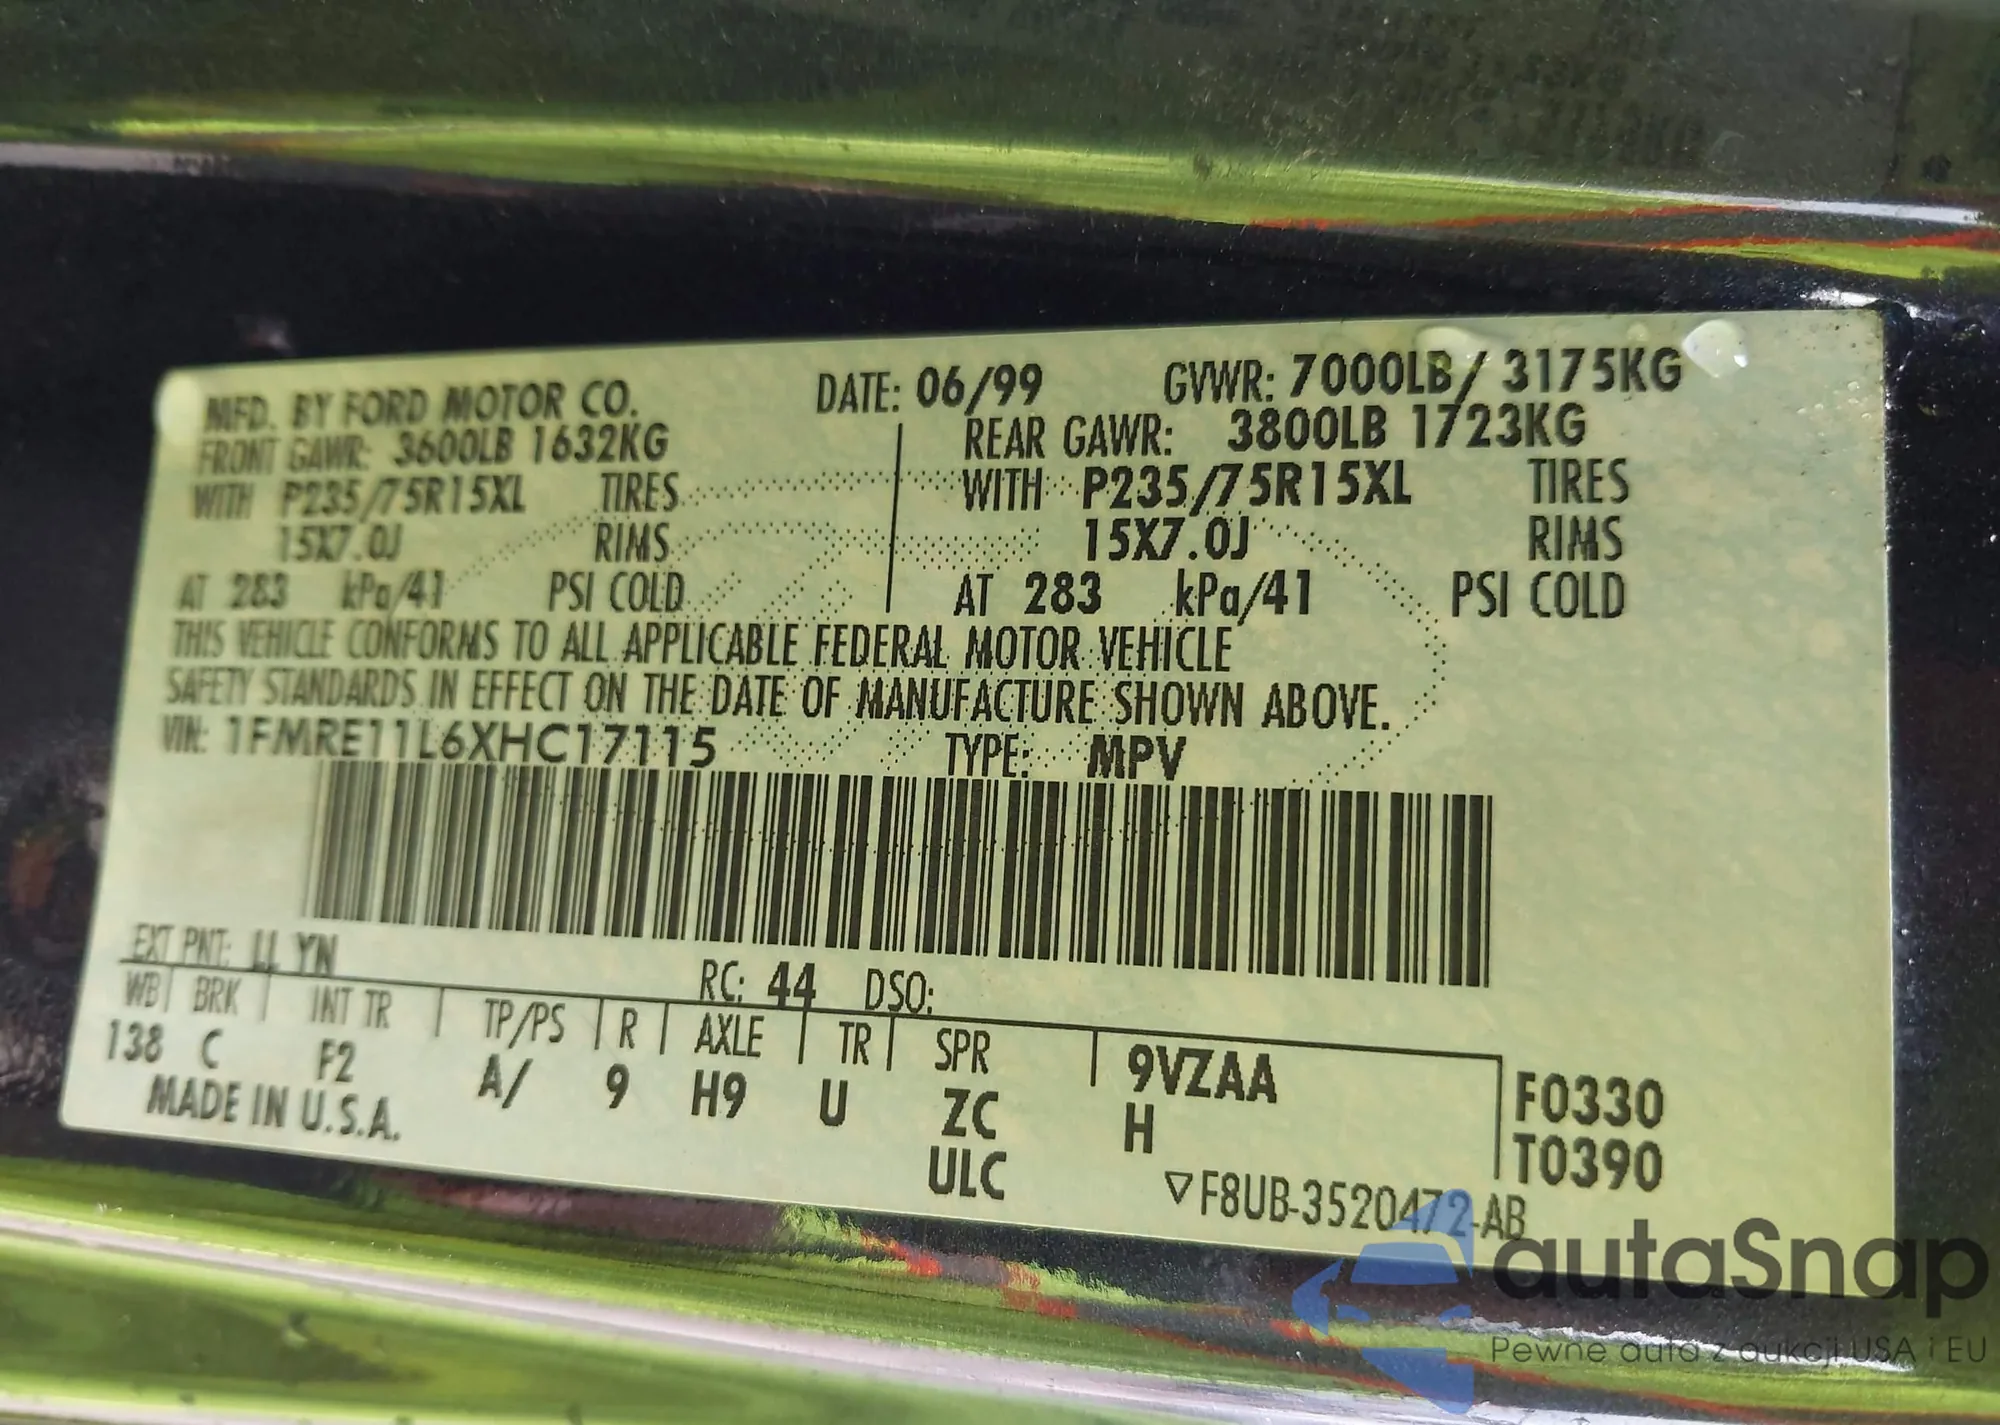 MFD. BY FORD MOTOR CO. DATE: 06/99 GVWR: 7000LB/ 3175KG
FRONT GAWR: 3600LB 1632KG REAR GAWR: 3800LB 1723KG
WITH P235/75R15XL TIRES WITH P235/75R15XL TIRES
15X7.0J RIMS 15X7.0J RIMS
AT 283 kPa/41 PSI COLD AT 283 kPa/41 PSI COLD
THIS VEHICLE CONFORMS TO ALL APPLICABLE FEDERAL MOTOR VEHICLE
SAFETY STANDARDS IN EFFECT ON THE DATE OF MANUFACTURE SHOWN ABOVE.
VIN: 1FMRE11L6XHC17115 TYPE: MPV
EXT PNT: LL YN RC: 44 DSO:
WB BRK INT TR TP/PS R AXLE TR SPR 9VZAA F0330
138 C F2 A/ 9 H9 U ZC H T0390
MADE IN U.S.A. ULC
▽F8UB-3520472-AB
autaSnap
Pewne auta z aukcji USA i EU